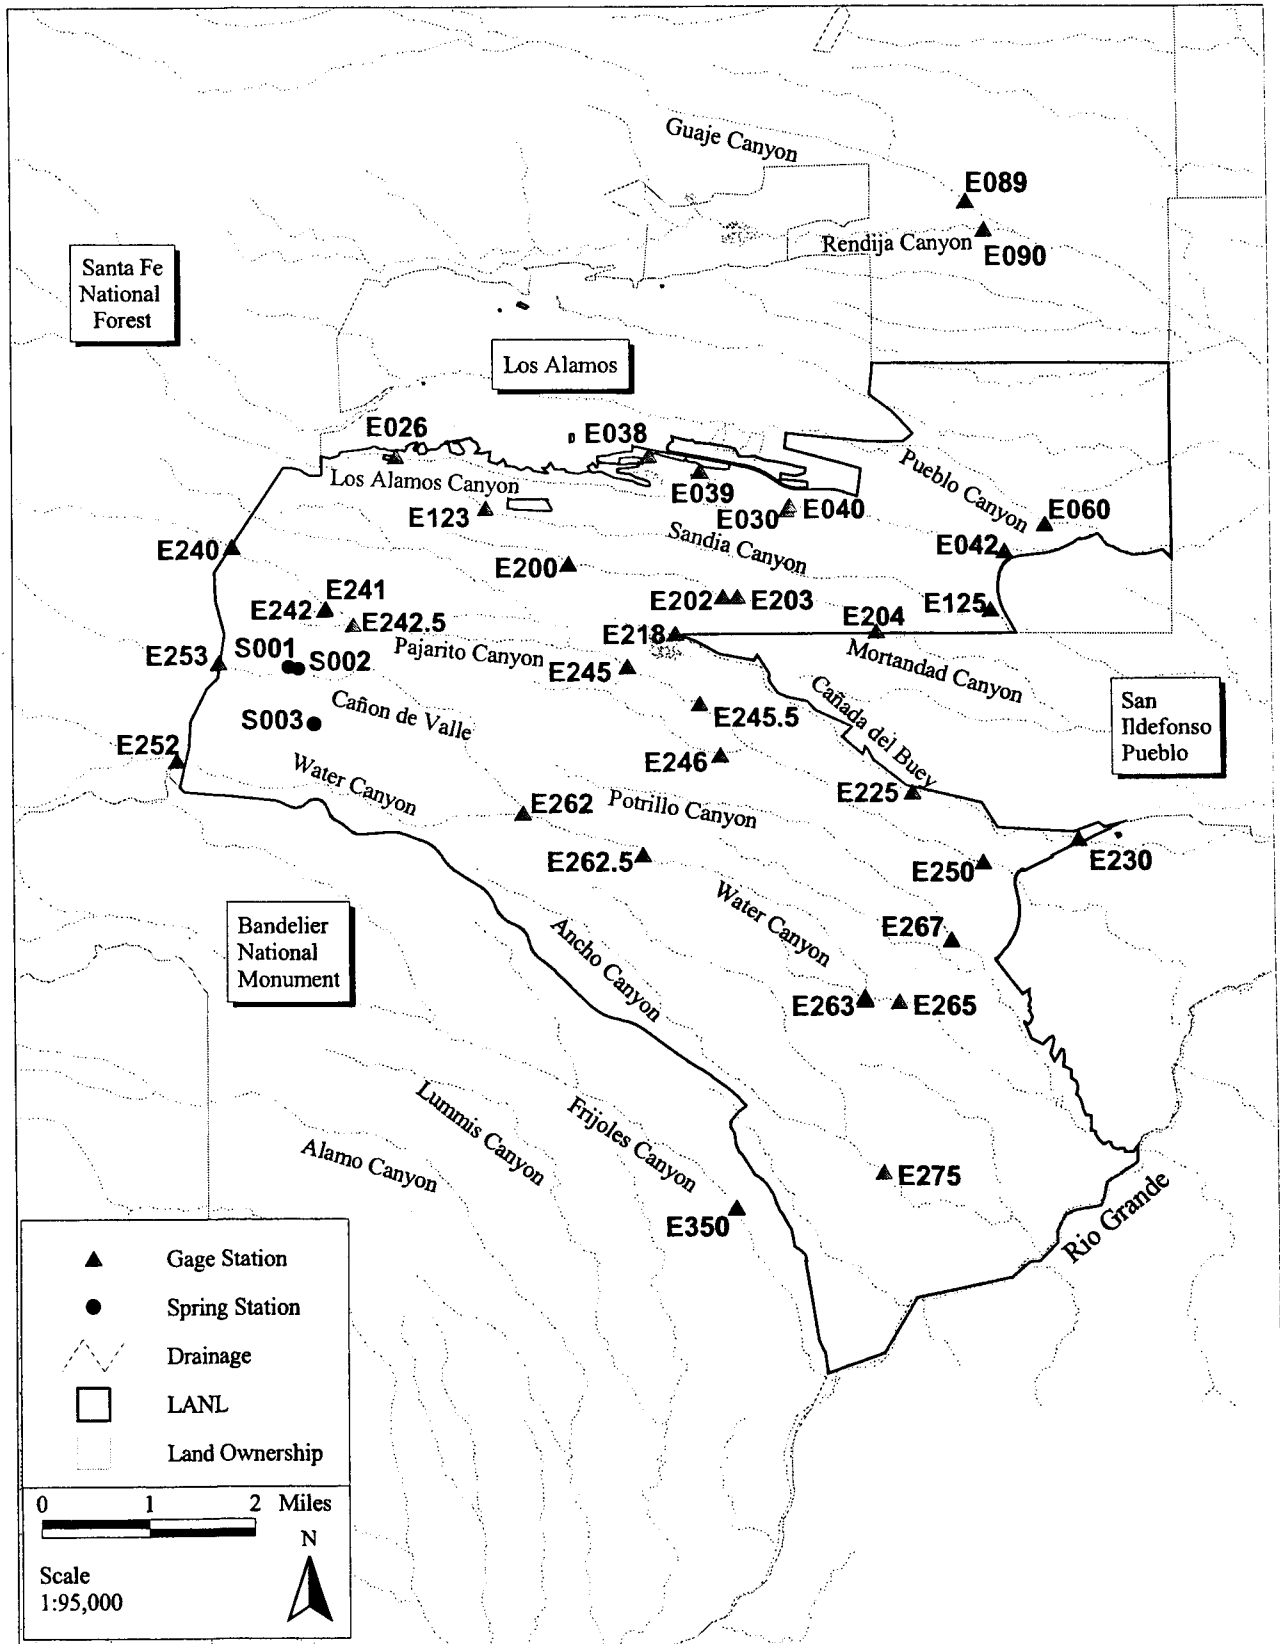 Guaje Canyon
E089
Rendija Canyon
E090
Santa Fe
National
Forest
Los Alamos
E026
E038
Los Alamos Canyon
E039
Pueblo Canyon
E123
E030
E040
E060
Sandia Canyon
E042
E240
E200
E241
E242
E202
E203
E204
E125
E242.5
E218
S001
Pajarito Canyon
Mortandad Canyon
E253
S002
E245
Cañada del Buey
San
Ildefonso
Pueblo
S003
Cañon de Valle
E245.5
E252
E246
Water Canyon
E262
Potrillo Canyon
E225
E262.5
E250
E230
Water Canyon
Bandelier
National
Monument
Ancho Canyon
E267
E263
E265
Lummis Canyon
Frijoles Canyon
Alamo Canyon
E275
E350
Rio Grande
Gage Station
Spring Station
Drainage
LANL
Land Ownership
0 1 2 Miles
N
Scale
1:95,000